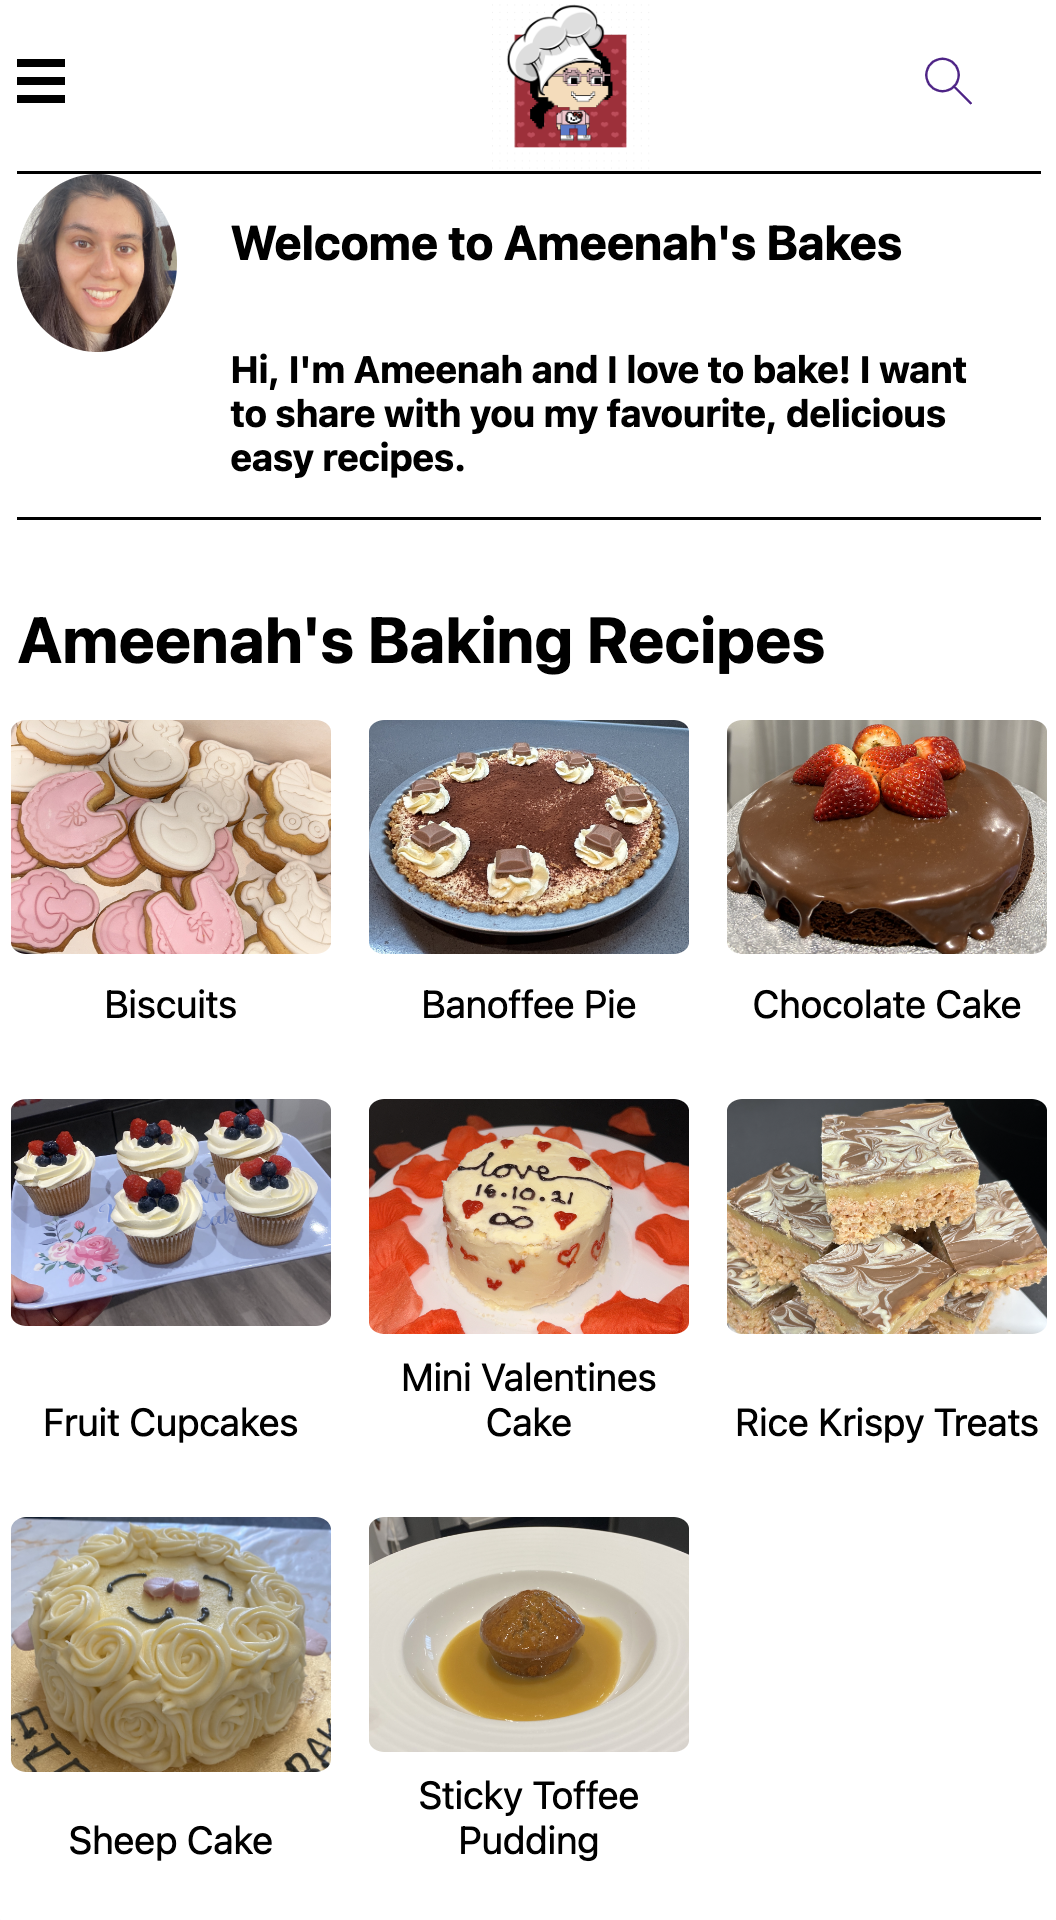 Welcome to Ameenah's Bakes
Hi, I'm Ameenah and I love to bake! I want
to share with you my favourite, delicious
easy recipes.
Ameenah's Baking Recipes
Biscuits
Banoffee Pie
Chocolate Cake
love
16.10.21
Fruit Cupcakes
Mini Valentines
Cake
Rice Krispy Treats
Sheep Cake
Sticky Toffee
Pudding